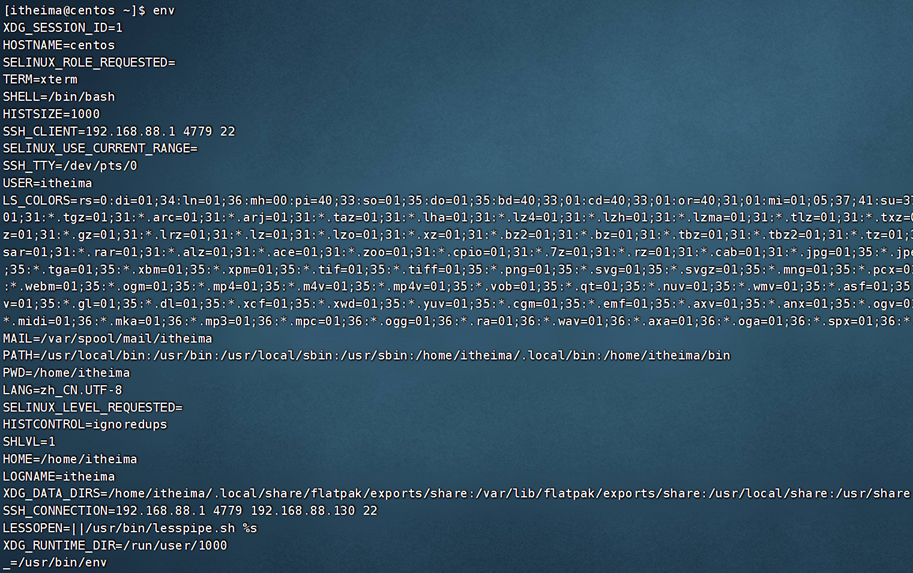 [itheima@centos ~]$ env
XDG_SESSION_ID=1
HOSTNAME=centos
SELINUX_ROLE_REQUESTED=
TERM=xterm
SHELL=/bin/bash
HISTSIZE=1000
SSH_CLIENT=192.168.88.1 4779 22
SELINUX_USE_CURRENT_RANGE=
SSH_TTY=/dev/pts/0
USER=itheima
LS_COLORS=rs=0:di=01;34:ln=01;36:mh=00:pi=40;33:so=01;35:do=01;35:bd=40;33;01:cd=40;33;01:or=40;31;01:mi=01;05;37;41:su=37
01;31:*.tgz=01;31:*.arc=01;31:*.arj=01;31:*.taz=01;31:*.lha=01;31:*.lz4=01;31:*.lzh=01;31:*.lzma=01;31:*.tlz=01;31:*.txz=0
z=01;31:*.gz=01;31:*.lrz=01;31:*.lz=01;31:*.lzo=01;31:*.xz=01;31:*.bz2=01;31:*.bz=01;31:*.tbz=01;31:*.tbz2=01;31:*.tz=01;
sar=01;31:*.rar=01;31:*.alz=01;31:*.ace=01;31:*.zoo=01;31:*.cpio=01;31:*.7z=01;31:*.rz=01;31:*.cab=01;31:*.jpg=01;35:*.jpe
;35:*.tga=01;35:*.xbm=01;35:*.xpm=01;35:*.tif=01;35:*.tiff=01;35:*.png=01;35:*.svg=01;35:*.svgz=01;35:*.mng=01;35:*.pcx=01
:*.webm=01;35:*.ogm=01;35:*.mp4=01;35:*.m4v=01;35:*.mp4v=01;35:*.vob=01;35:*.qt=01;35:*.nuv=01;35:*.wmv=01;35:*.asf=01;35
v=01;35:*.gl=01;35:*.dl=01;35:*.xcf=01;35:*.xwd=01;35:*.yuv=01;35:*.cgm=01;35:*.emf=01;35:*.axv=01;35:*.anx=01;35:*.ogv=01
*.midi=01;36:*.mka=01;36:*.mp3=01;36:*.mpc=01;36:*.ogg=01;36:*.ra=01;36:*.wav=01;36:*.axa=01;36:*.oga=01;36:*.spx=01;36:*
MAIL=/var/spool/mail/itheima
PATH=/usr/local/bin:/usr/bin:/usr/local/sbin:/usr/sbin:/home/itheima/.local/bin:/home/itheima/bin
PWD=/home/itheima
LANG=zh_CN.UTF-8
SELINUX_LEVEL_REQUESTED=
HISTCONTROL=ignoredups
SHLVL=1
HOME=/home/itheima
LOGNAME=itheima
XDG_DATA_DIRS=/home/itheima/.local/share/flatpak/exports/share:/var/lib/flatpak/exports/share:/usr/local/share:/usr/share
SSH_CONNECTION=192.168.88.1 4779 192.168.88.130 22
LESSOPEN=||/usr/bin/lesspipe.sh %s
XDG_RUNTIME_DIR=/run/user/1000
_=/usr/bin/env